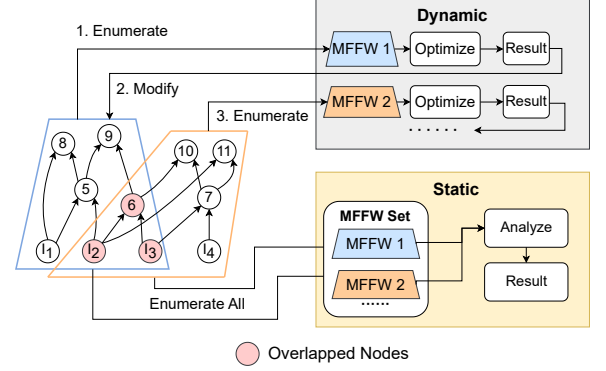 Dynamic
1. Enumerate
MFFW 1
Optimize
Result
2. Modify
MFFW 2
Optimize
Result
3. Enumerate
......
8
9
10
11
5
6
7
I1
I2
I3
I4
Static
MFFW Set
MFFW 1
Analyze
MFFW 2
Result
......
Enumerate All
Overlapped Nodes